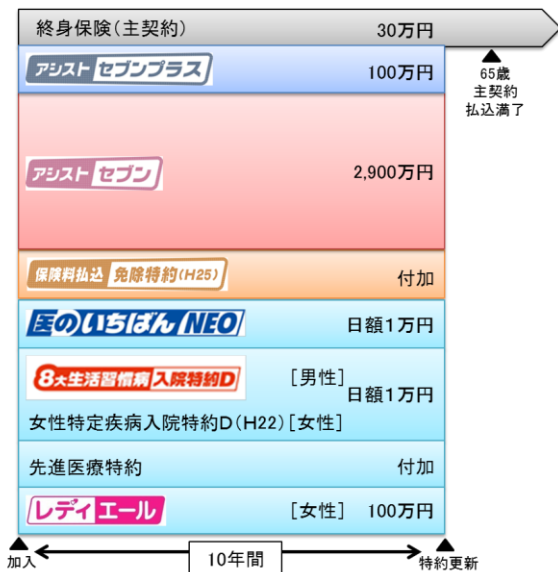 終身保険(主契約) 30万円
アシスト セブンプラス 100万円
65歳
主契約
払込満了
アシスト セブン 2,900万円
保険料払込 免除特約(H25) 付加
医のいちばんNEO 日額1万円
8大生活習慣病 入院特約D [男性]
日額1万円
女性特定疾病入院特約D(H22)[女性]
先進医療特約 付加
レディエール [女性] 100万円
加入 10年間 特約更新